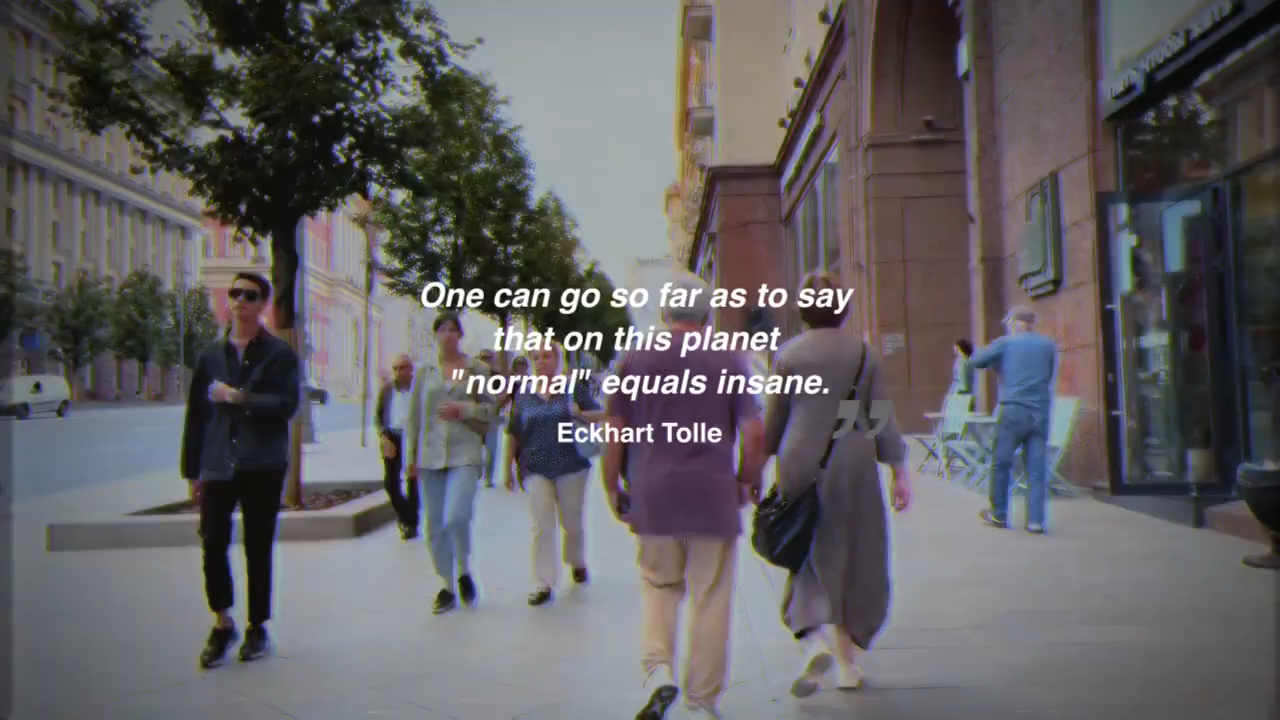 One can go so far as to say
that on this planet
"normal" equals insane.
Eckhart Tolle
”